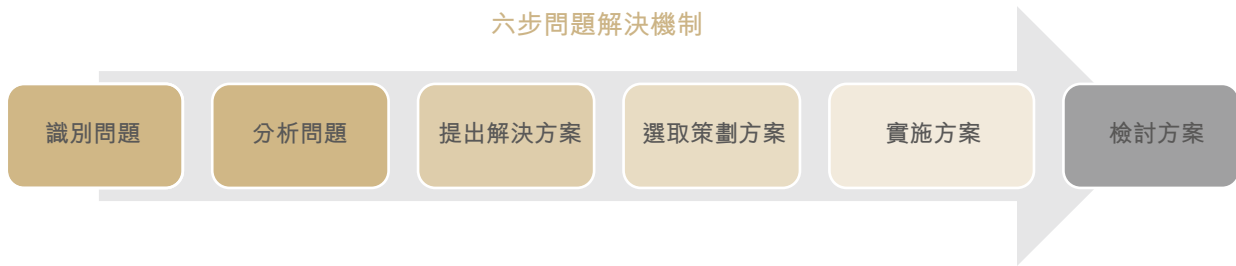 六步問題解決機制
識別問題
分析問題
提出解決方案
選取策劃方案
實施方案
檢討方案